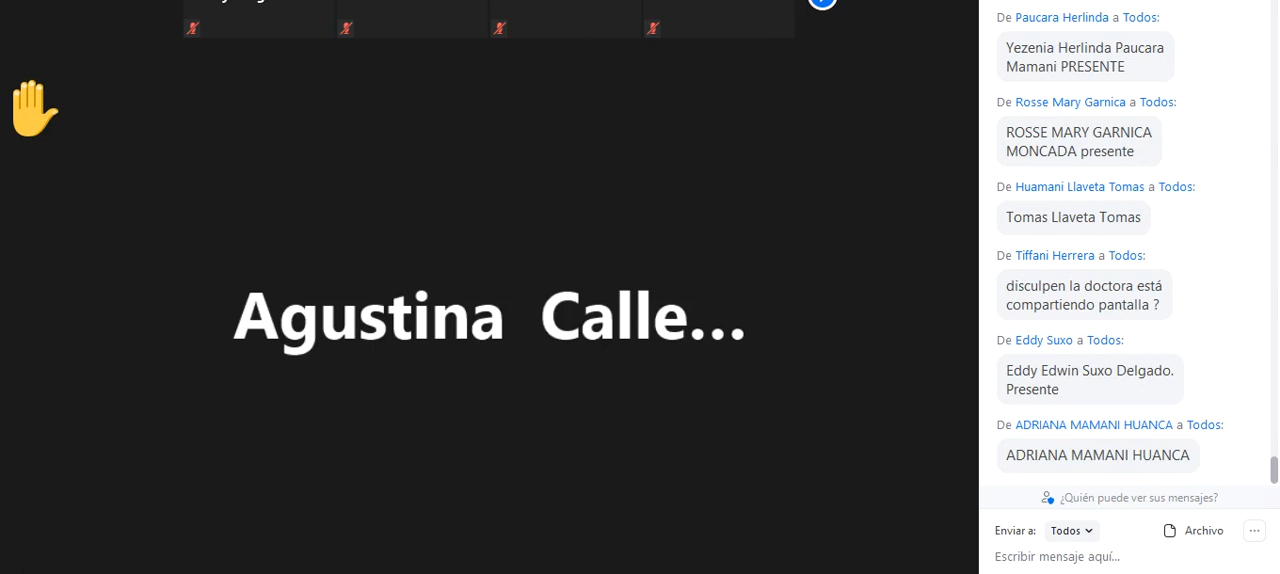 Agustina Calle...
De Paucara Herlinda a Todos:
Yezenia Herlinda Paucara
Mamani PRESENTE
De Rosse Mary Garnica a Todos:
ROSSE MARY GARNICA
MONCADA presente
De Huamani Llaveta Tomas a Todos:
Tomas Llaveta Tomas
De Tiffani Herrera a Todos:
disculpen la doctora está
compartiendo pantalla ?
De Eddy Suxo a Todos:
Eddy Edwin Suxo Delgado.
Presente
De ADRIANA MAMANI HUANCA a Todos:
ADRIANA MAMANI HUANCA
¿Quién puede ver sus mensajes?
Enviar a: Todos Archivo ...
Escribir mensaje aquí...